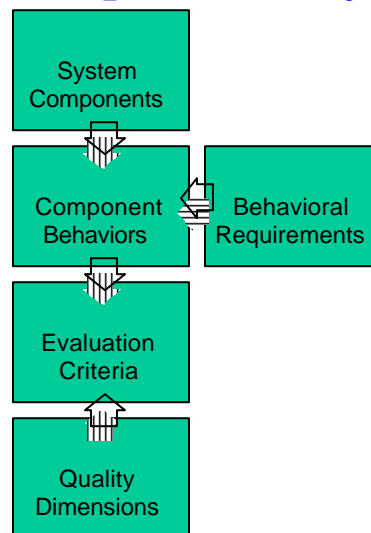 System
Components
Component
Behaviors
Behavioral
Requirements
Evaluation
Criteria
Quality
Dimensions